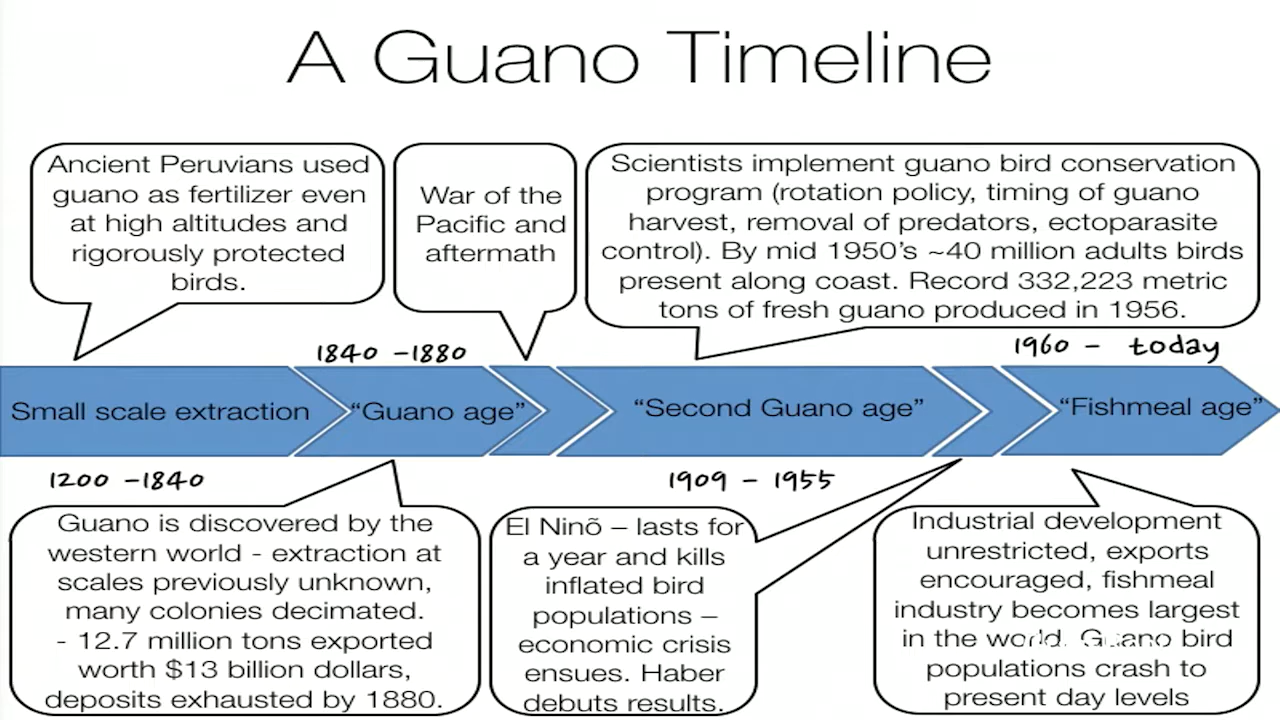 A Guano Timeline
Ancient Peruvians used
guano as fertilizer even
at high altitudes and
rigorously protected
birds.
War of the
Pacific and
aftermath
Scientists implement guano bird conservation
program (rotation policy, timing of guano
harvest, removal of predators, ectoparasite
control). By mid 1950's ~40 million adults birds
present along coast. Record 332,223 metric
tons of fresh guano produced in 1956.
1840 -1880
1960 - today
Small scale extraction
"Guano age"
"Second Guano age"
"Fishmeal age"
1200 -1840
1909 - 1955
Guano is discovered by the
western world - extraction at
scales previously unknown,
many colonies decimated.
- 12.7 million tons exported
worth $13 billion dollars,
deposits exhausted by 1880.
El Ninõ – lasts for
a year and kills
inflated bird
populations –
economic crisis
ensues. Haber
debuts results.
Industrial development
unrestricted, exports
encouraged, fishmeal
industry becomes largest
in the world. Guano bird
populations crash to
present day levels